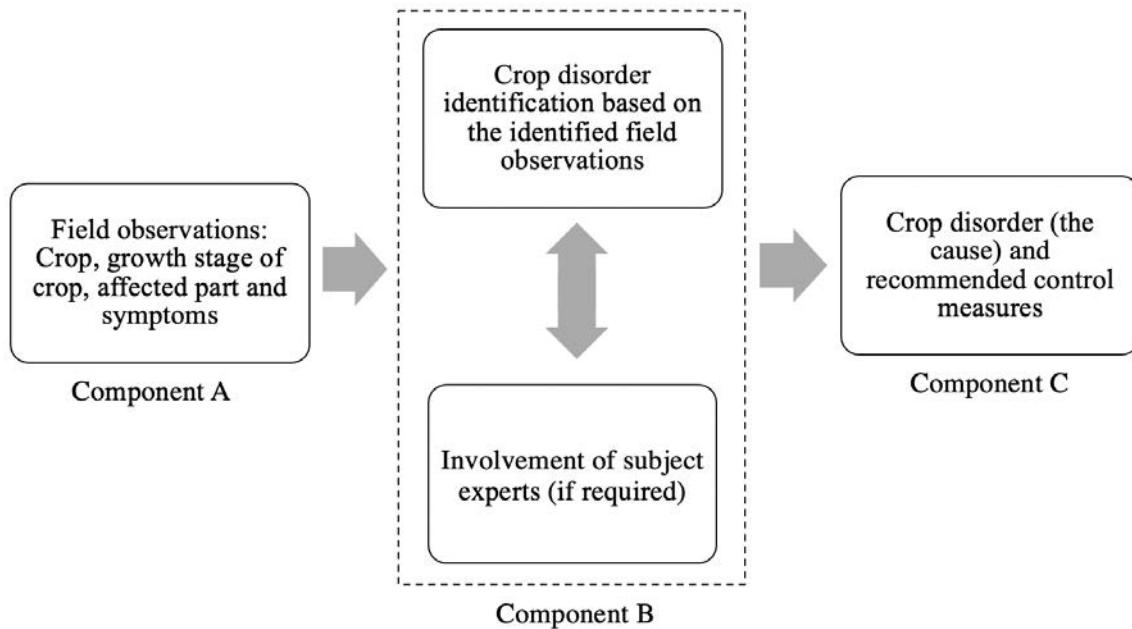 Field observations:
Crop, growth stage of
crop, affected part and
symptoms
Component A
Crop disorder
identification based on
the identified field
observations
Involvement of subject
experts (if required)
Component B
Crop disorder (the
cause) and
recommended control
measures
Component C